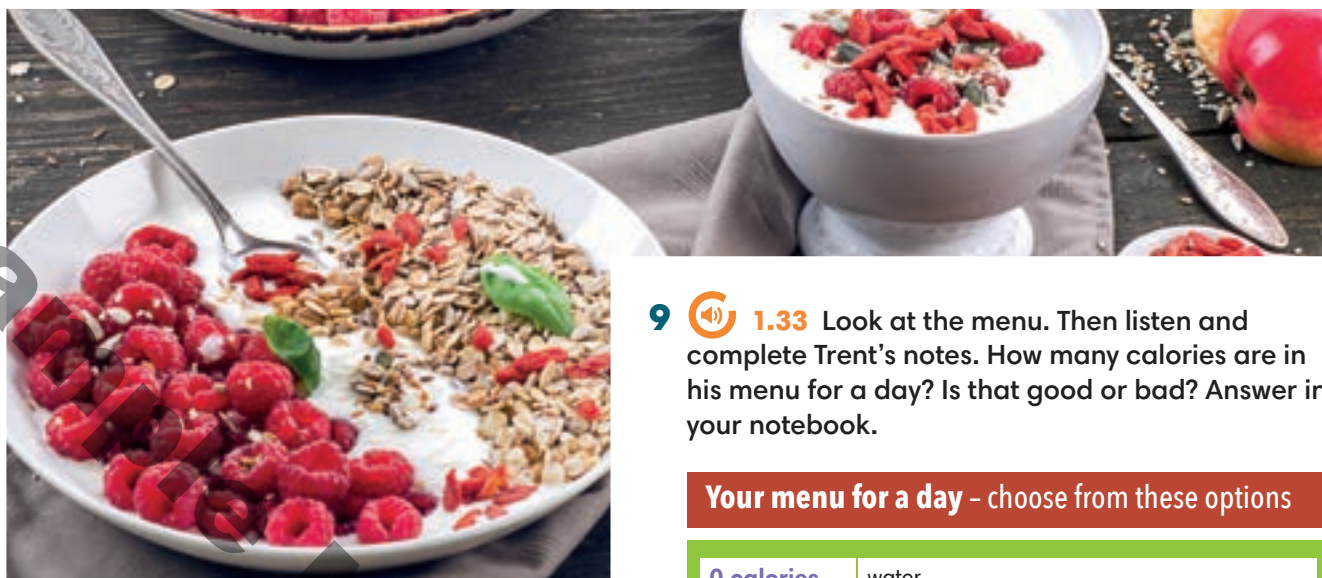 9 1.33 Look at the menu. Then listen and
complete Trent's notes. How many calories are in
his menu for a day? Is that good or bad? Answer in
your notebook.
Your menu for a day – choose from these options
0 calories water